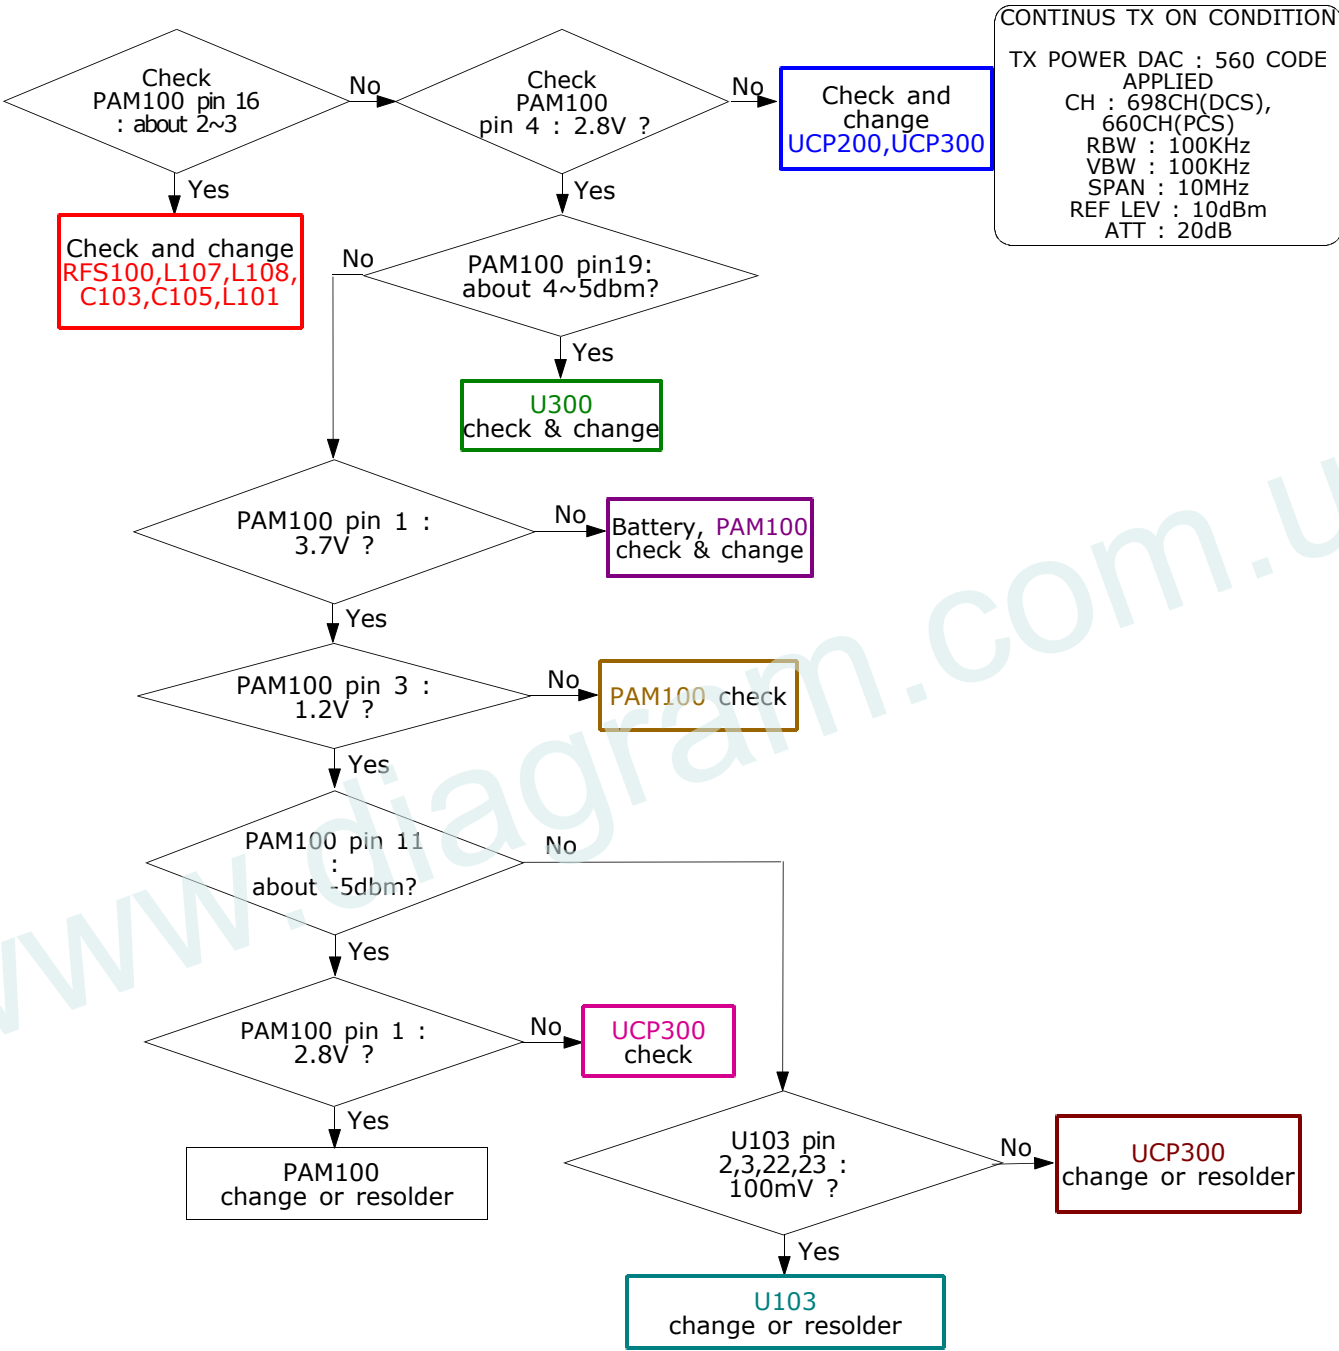 CONTINUS TX ON CONDITION
TX POWER DAC : 560 CODE
APPLIED
CH : 698CH(DCS),
660CH(PCS)
RBW : 100KHz
VBW : 100KHz
SPAN : 10MHz
REF LEV : 10dBm
ATT : 20dB
Check
PAM100 pin 16
: about 2~3
No
Check
PAM100
pin 4 : 2.8V ?
No
Check and
change
UCP200,UCP300
Yes
Yes
Check and change
RFS100,L107,L108,
C103,C105,L101
No
PAM100 pin19:
about 4~5dbm?
Yes
U300
check & change
PAM100 pin 1 :
3.7V ?
No
Battery, PAM100
check & change
Yes
PAM100 pin 3 :
1.2V ?
No
PAM100 check
Yes
PAM100 pin 11
:
about -5dbm?
No
Yes
PAM100 pin 1 :
2.8V ?
No
UCP300
check
Yes
PAM100
change or resolder
U103 pin
2,3,22,23 :
100mV ?
No
UCP300
change or resolder
Yes
U103
change or resolder
www.diagram.com.u